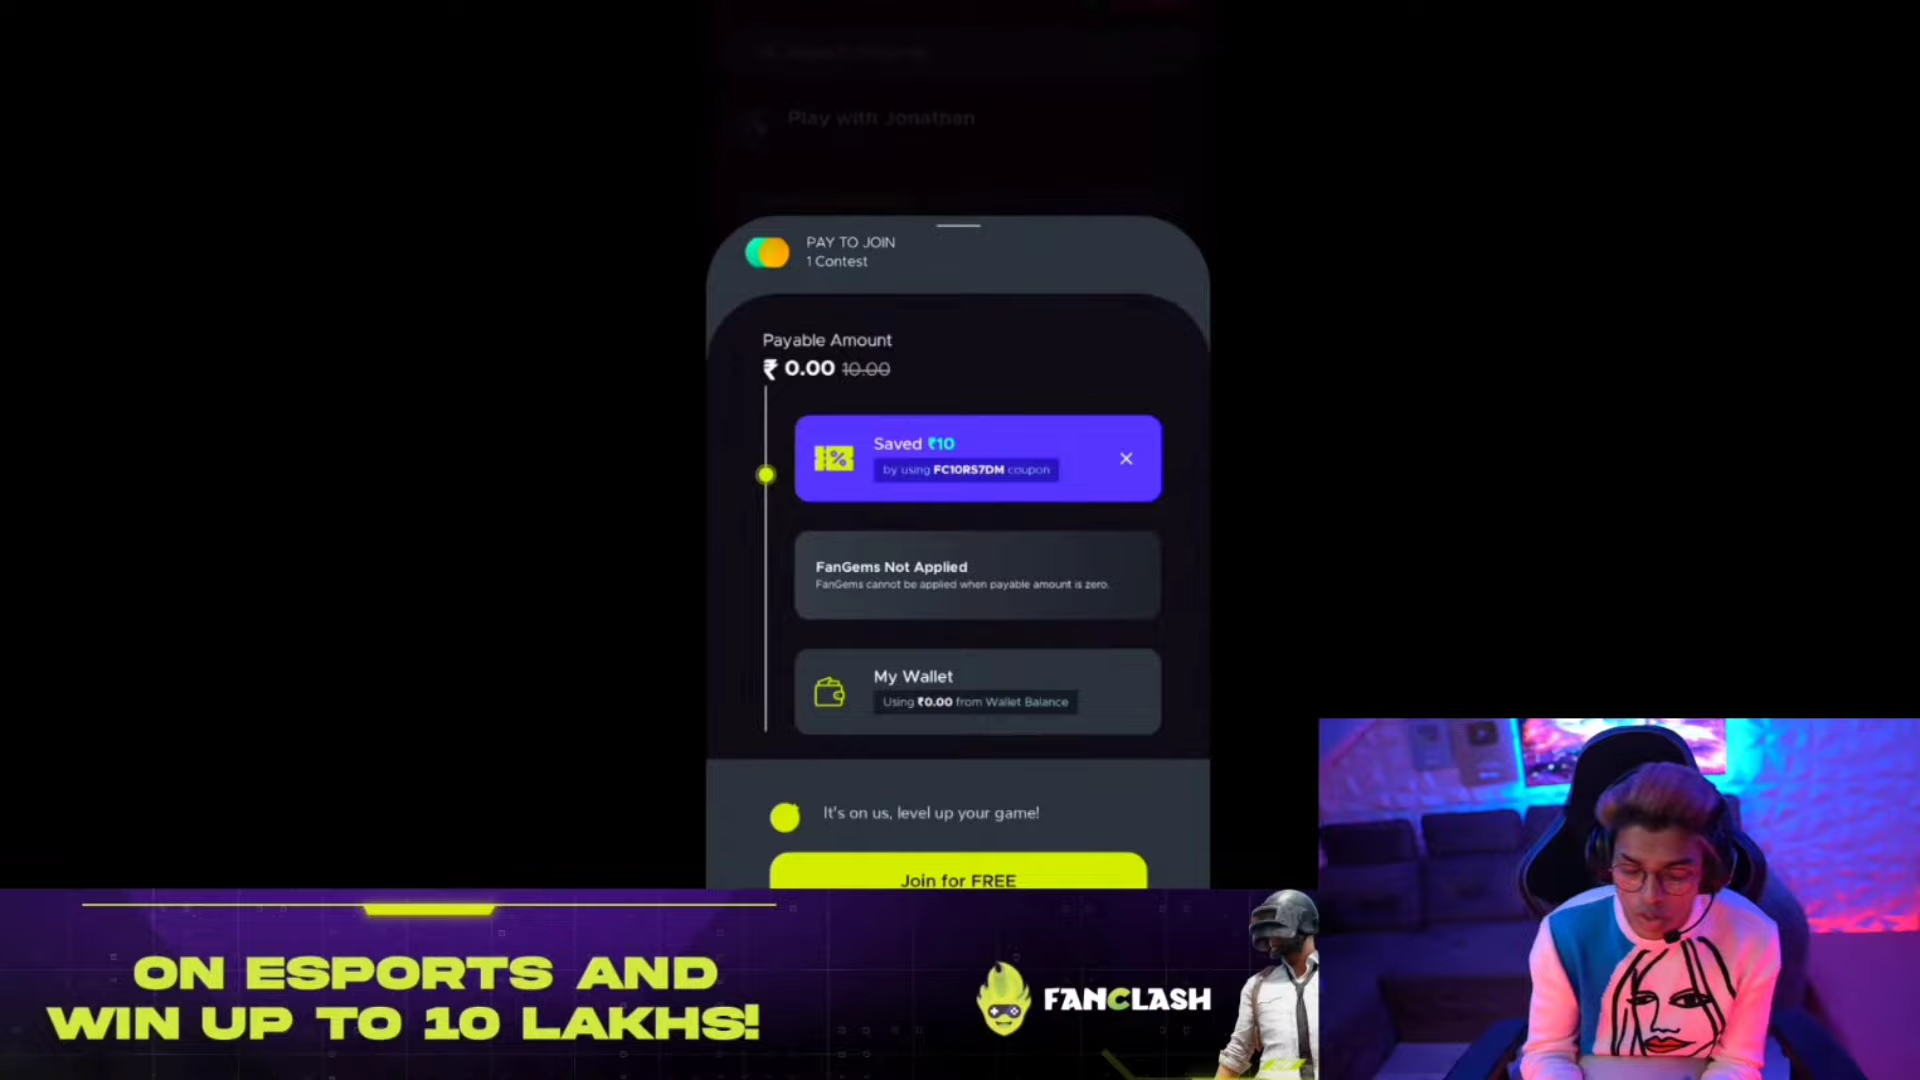 Play with Jonathan
PAY TO JOIN
1 Contest
Payable Amount
₹ 0.00 10.00
Saved ₹10
by using FC10RS7DM coupon
FanGems Not Applied
FanGems cannot be applied when payable amount is zero.
My Wallet
Using ₹0.00 from Wallet Balance
It's on us, level up your game!
Join for FREE
ON ESPORTS AND
WIN UP TO 10 LAKHS!
FANCLASH